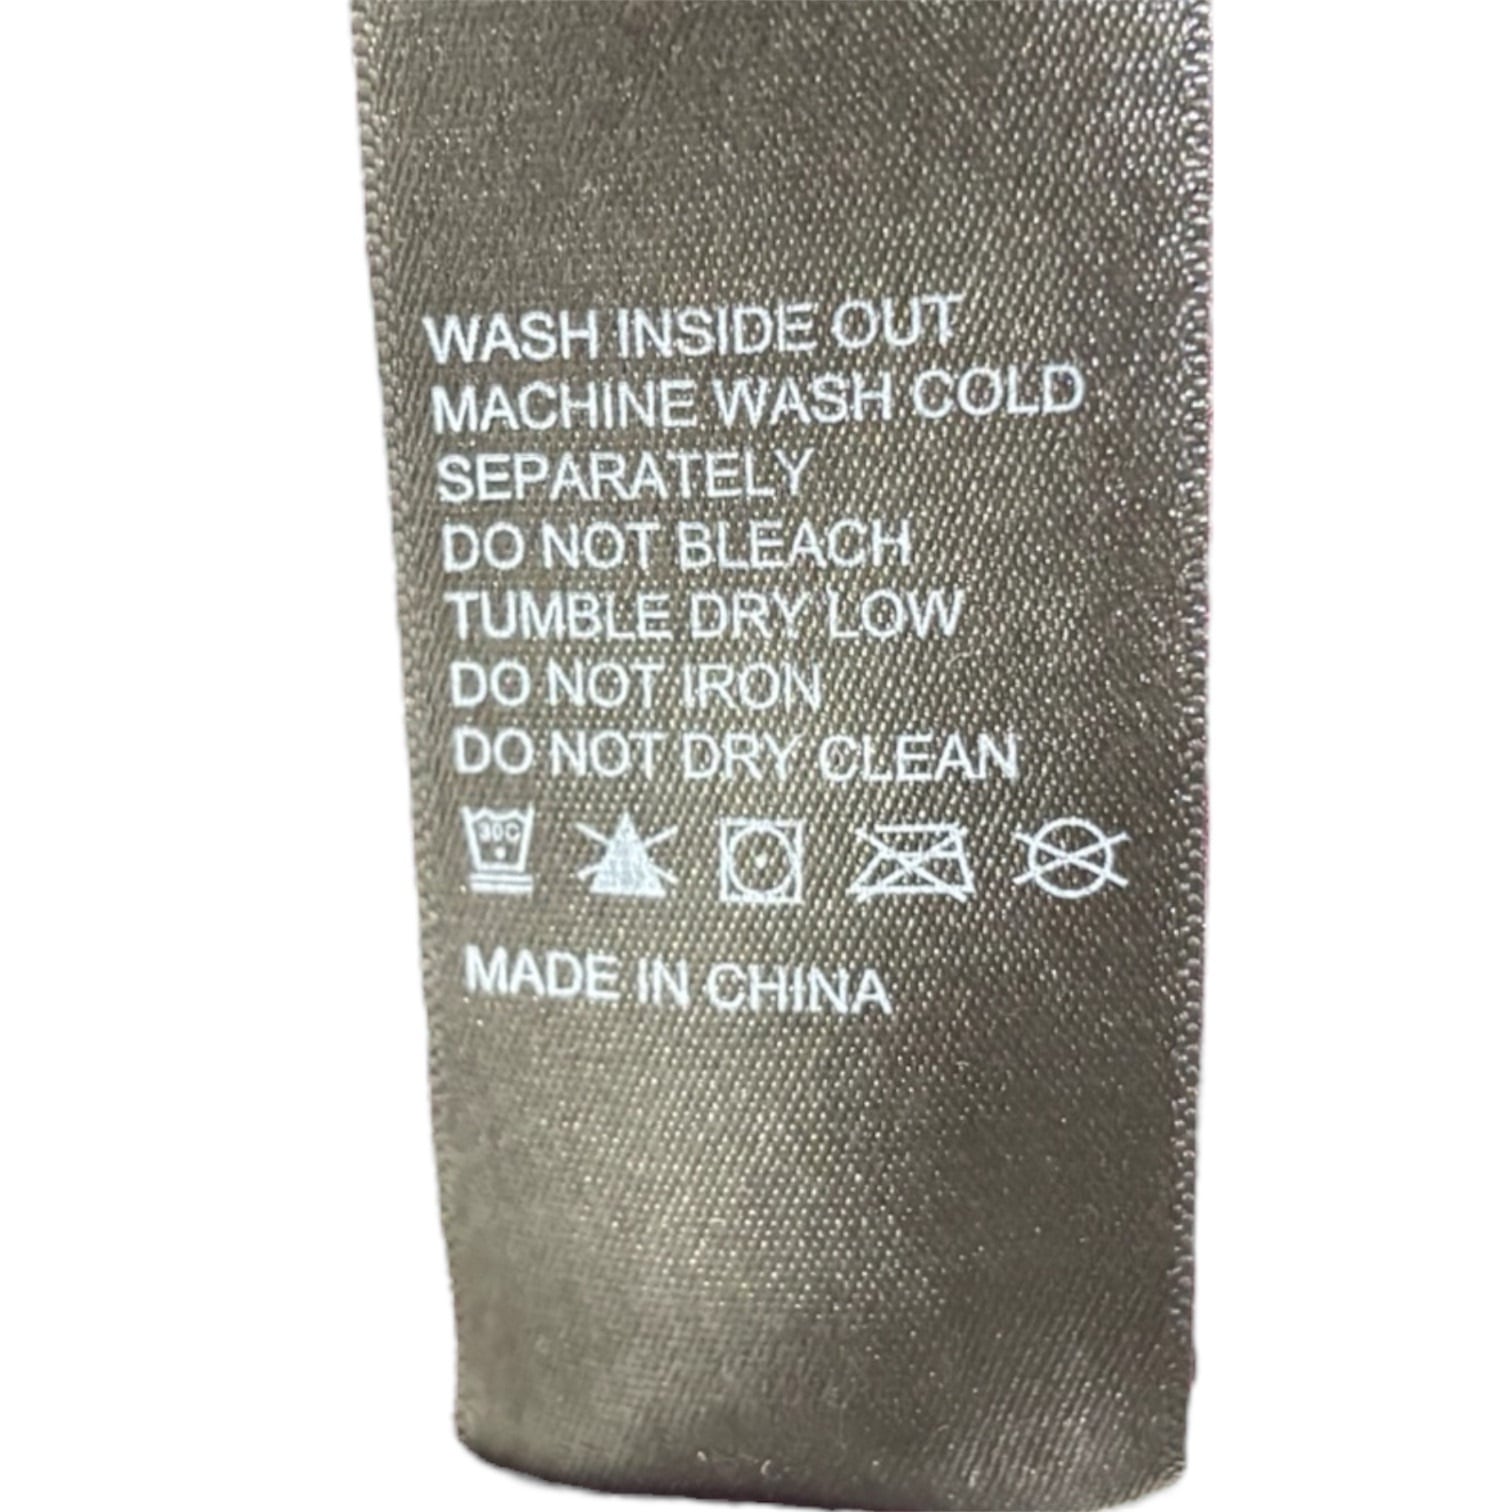 WASH INSIDE OUT
MACHINE WASH COLD
SEPARATELY
DO NOT BLEACH
TUMBLE DRY LOW
DO NOT IRON
DO NOT DRY CLEAN
30C
MADE IN CHINA